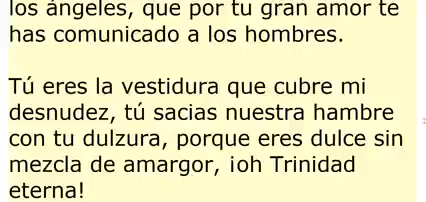 los ángeles, que por tu gran amor te
has comunicado a los hombres.
Tú eres la vestidura que cubre mi
desnudez, tú sacias nuestra hambre
con tu dulzura, porque eres dulce sin
mezcla de amargor, ¡oh Trinidad
eterna!